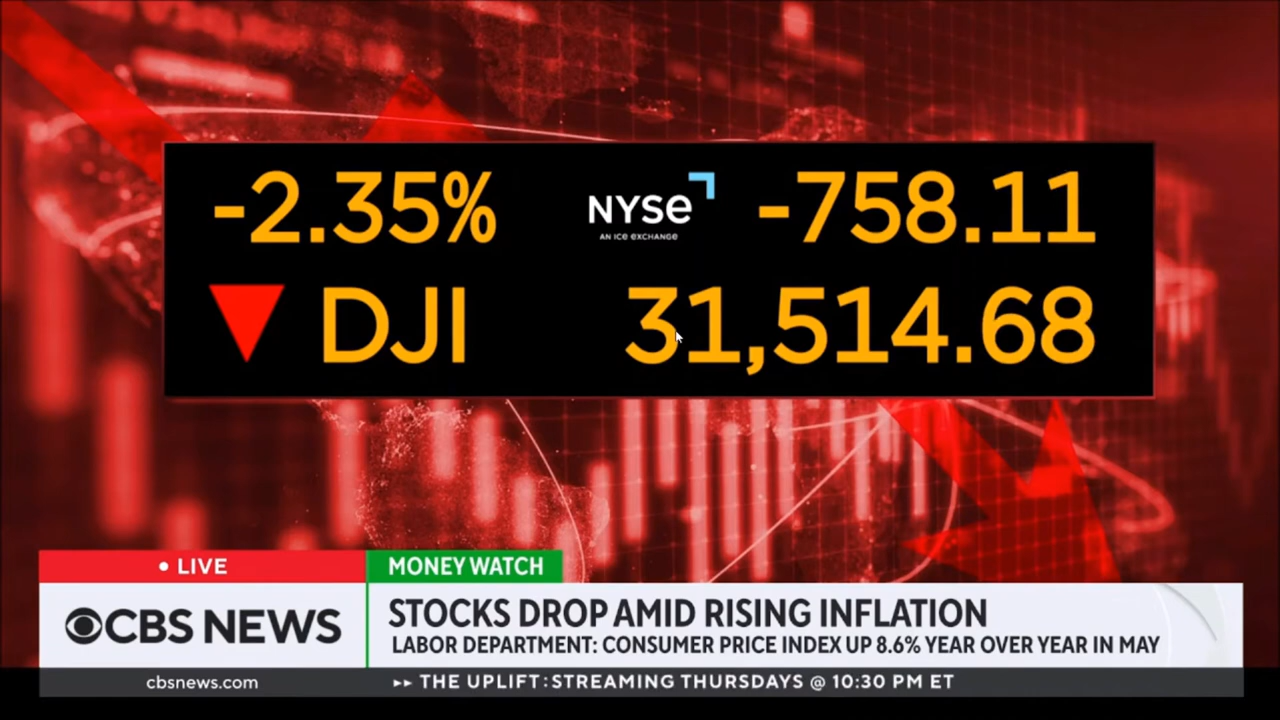 -2.35%
NYSE
AN ICE EXCHANGE
-758.11
DJI
31,514.68
• LIVE
MONEY WATCH
CBS NEWS
STOCKS DROP AMID RISING INFLATION
LABOR DEPARTMENT: CONSUMER PRICE INDEX UP 8.6% YEAR OVER YEAR IN MAY
cbsnews.com
THE UPLIFT: STREAMING THURSDAYS @ 10:30 PM ET